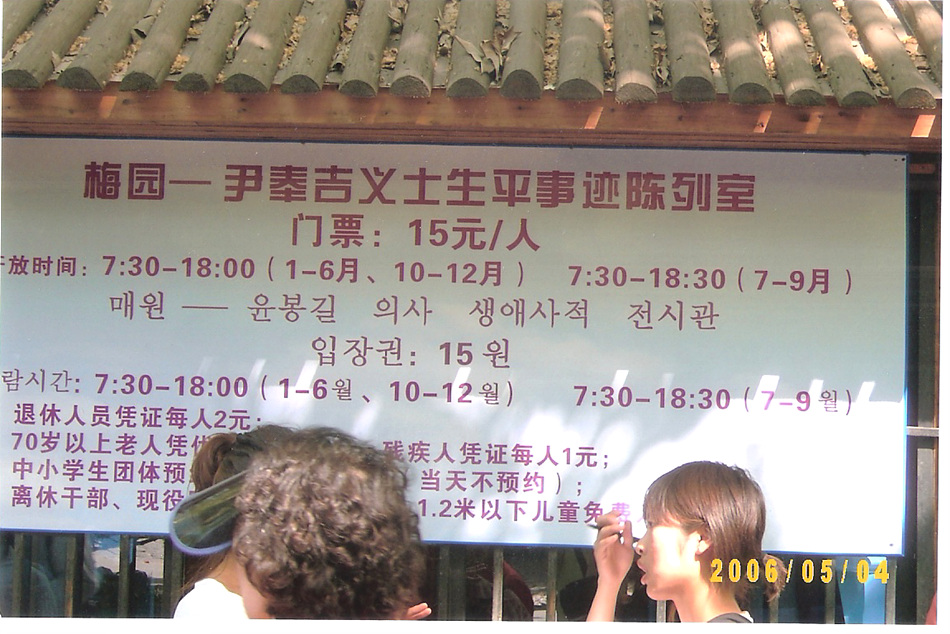 梅园—尹奉吉义士生平事迹陈列室
门票：15元/人
放时间：7:30-18:00（1-6月、10-12月） 7:30-18:30（7-9月）
매원 — 윤봉길 의사 생애사적 전시관
입장권: 15 원
람시간: 7:30-18:00（1-6월、10-12월） 7:30-18:30（7-9월）
退休人员凭证每人2元；
70岁以上老人凭 残疾人凭证每人1元；
中小学生团体预 当天不预约）；
离休干部、现役 1.2米以下儿童免费
2006/05/04